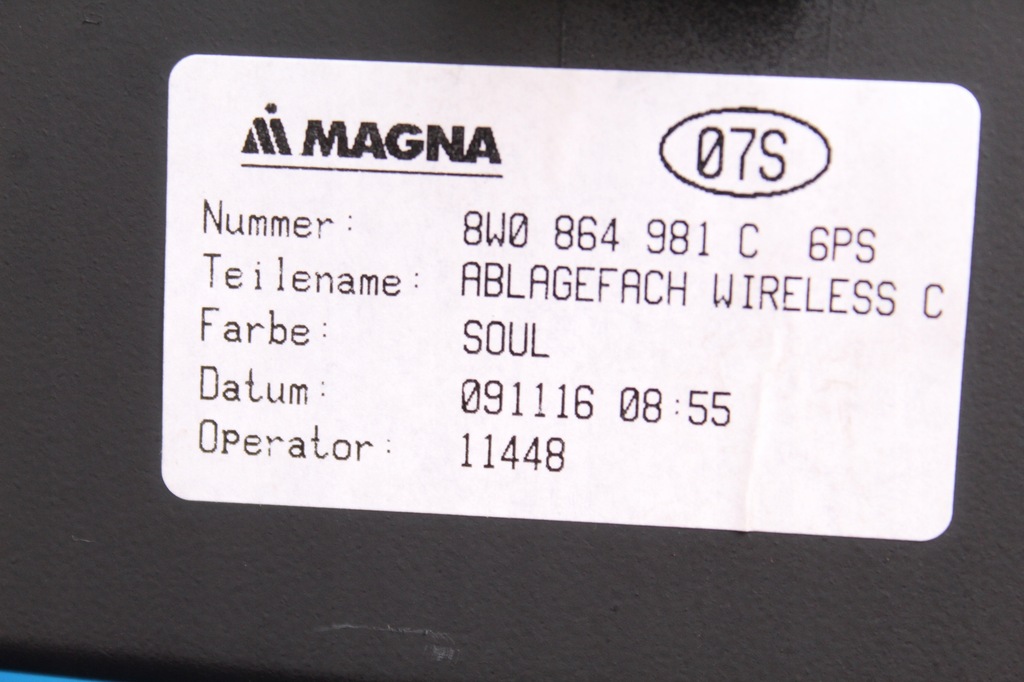 MAGNA 07S
Nummer: 8W0 864 981 C 6PS
Teilename: ABLAGEFACH WIRELESS C
Farbe: SOUL
Datum: 091116 08:55
Operator: 11448